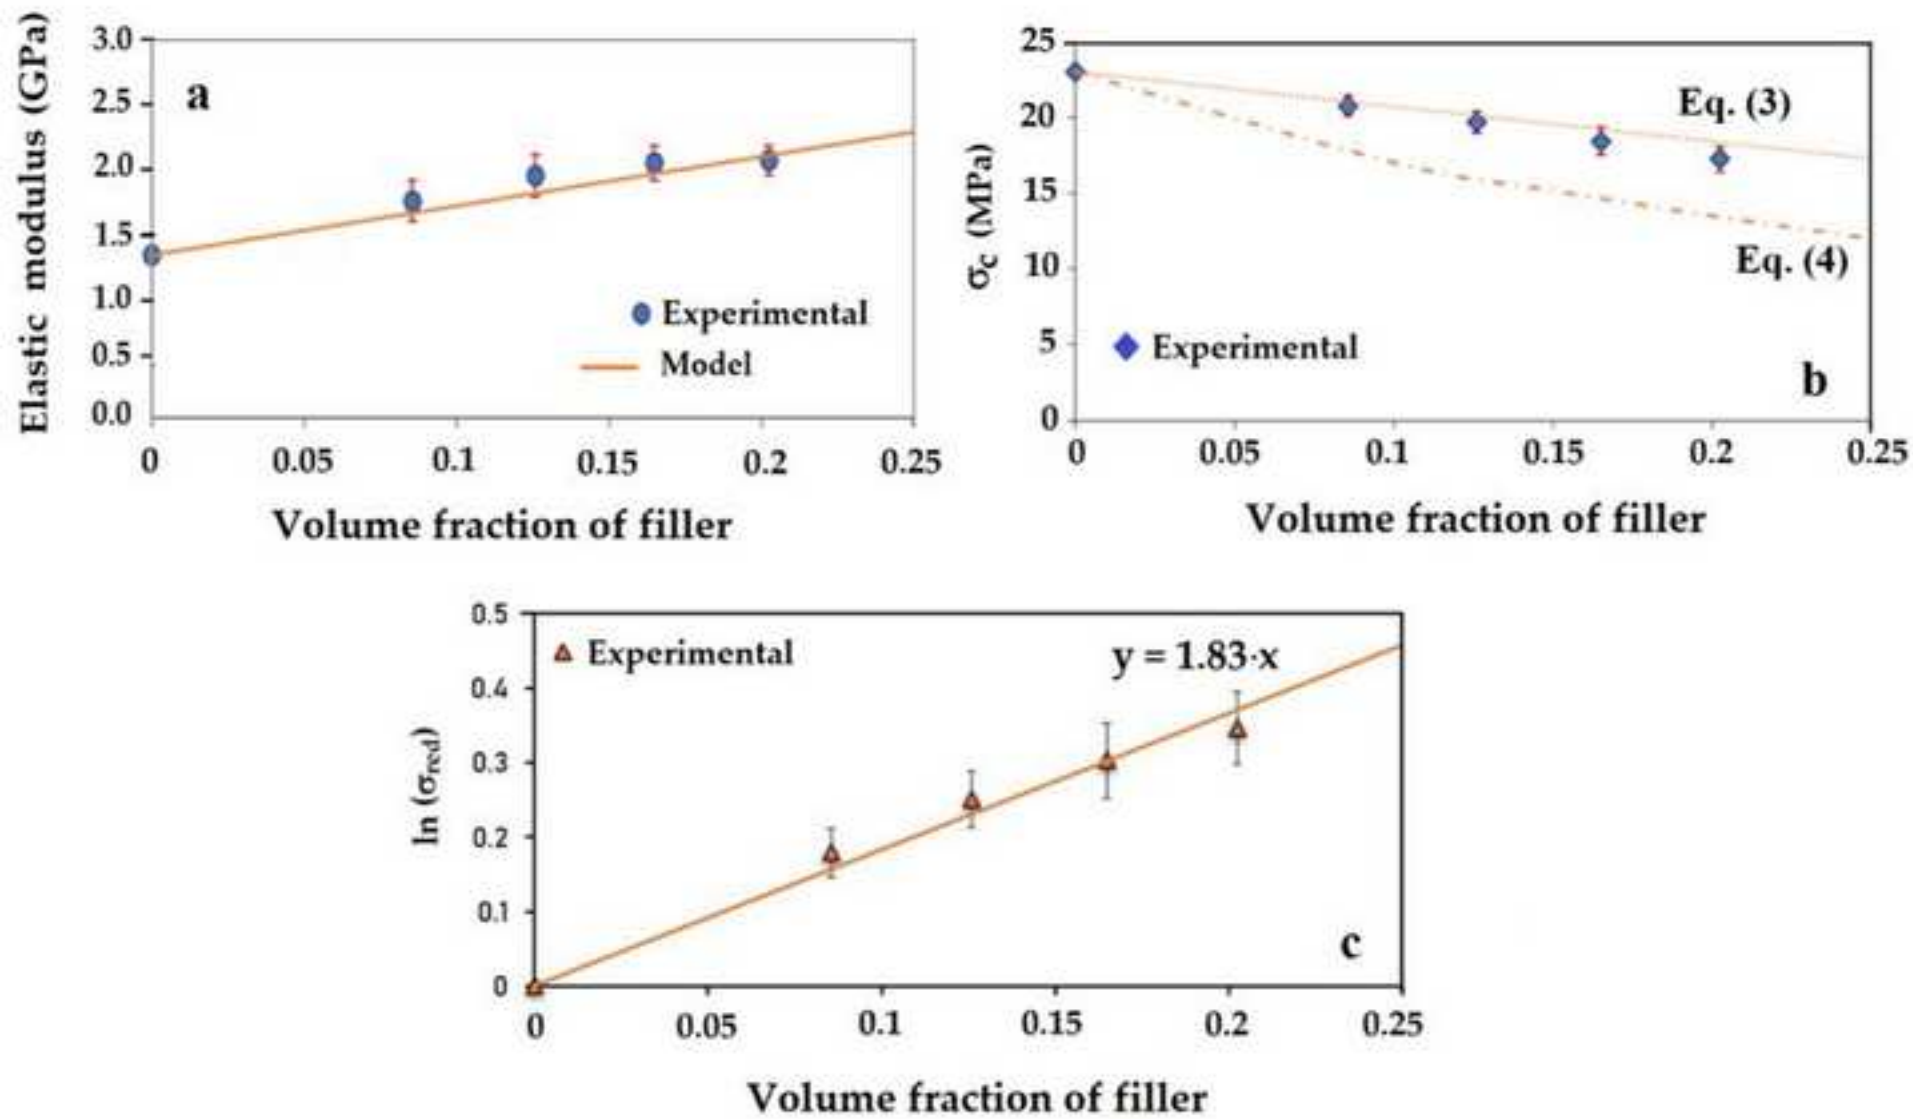 Elastic modulus (GPa)
3.0
2.5
2.0
1.5
1.0
0.5
0.0
a
Experimental
Model
0 0.05 0.1 0.15 0.2 0.25
Volume fraction of filler
σc (MPa)
25
20
15
10
5
0
Eq. (3)
Eq. (4)
Experimental
b
0 0.05 0.1 0.15 0.2 0.25
Volume fraction of filler
ln (σred)
0.5
0.4
0.3
0.2
0.1
0
Experimental
y = 1.83·x
c
0 0.05 0.1 0.15 0.2 0.25
Volume fraction of filler